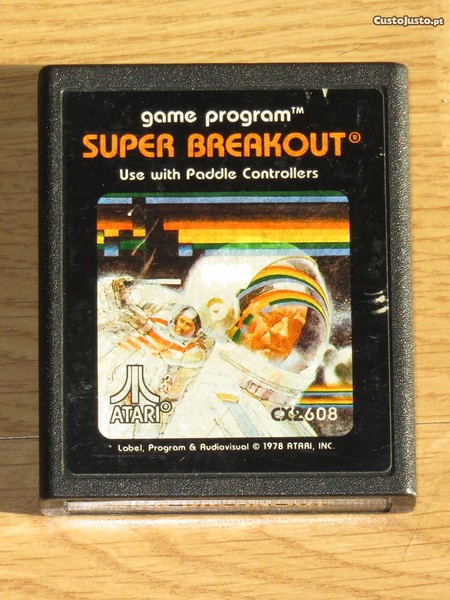 CustoJusto.pt
game program™
SUPER BREAKOUT®
Use with Paddle Controllers
ATARI®
CX2608
* Label, Program & Audiovisual © 1978 ATARI, INC.